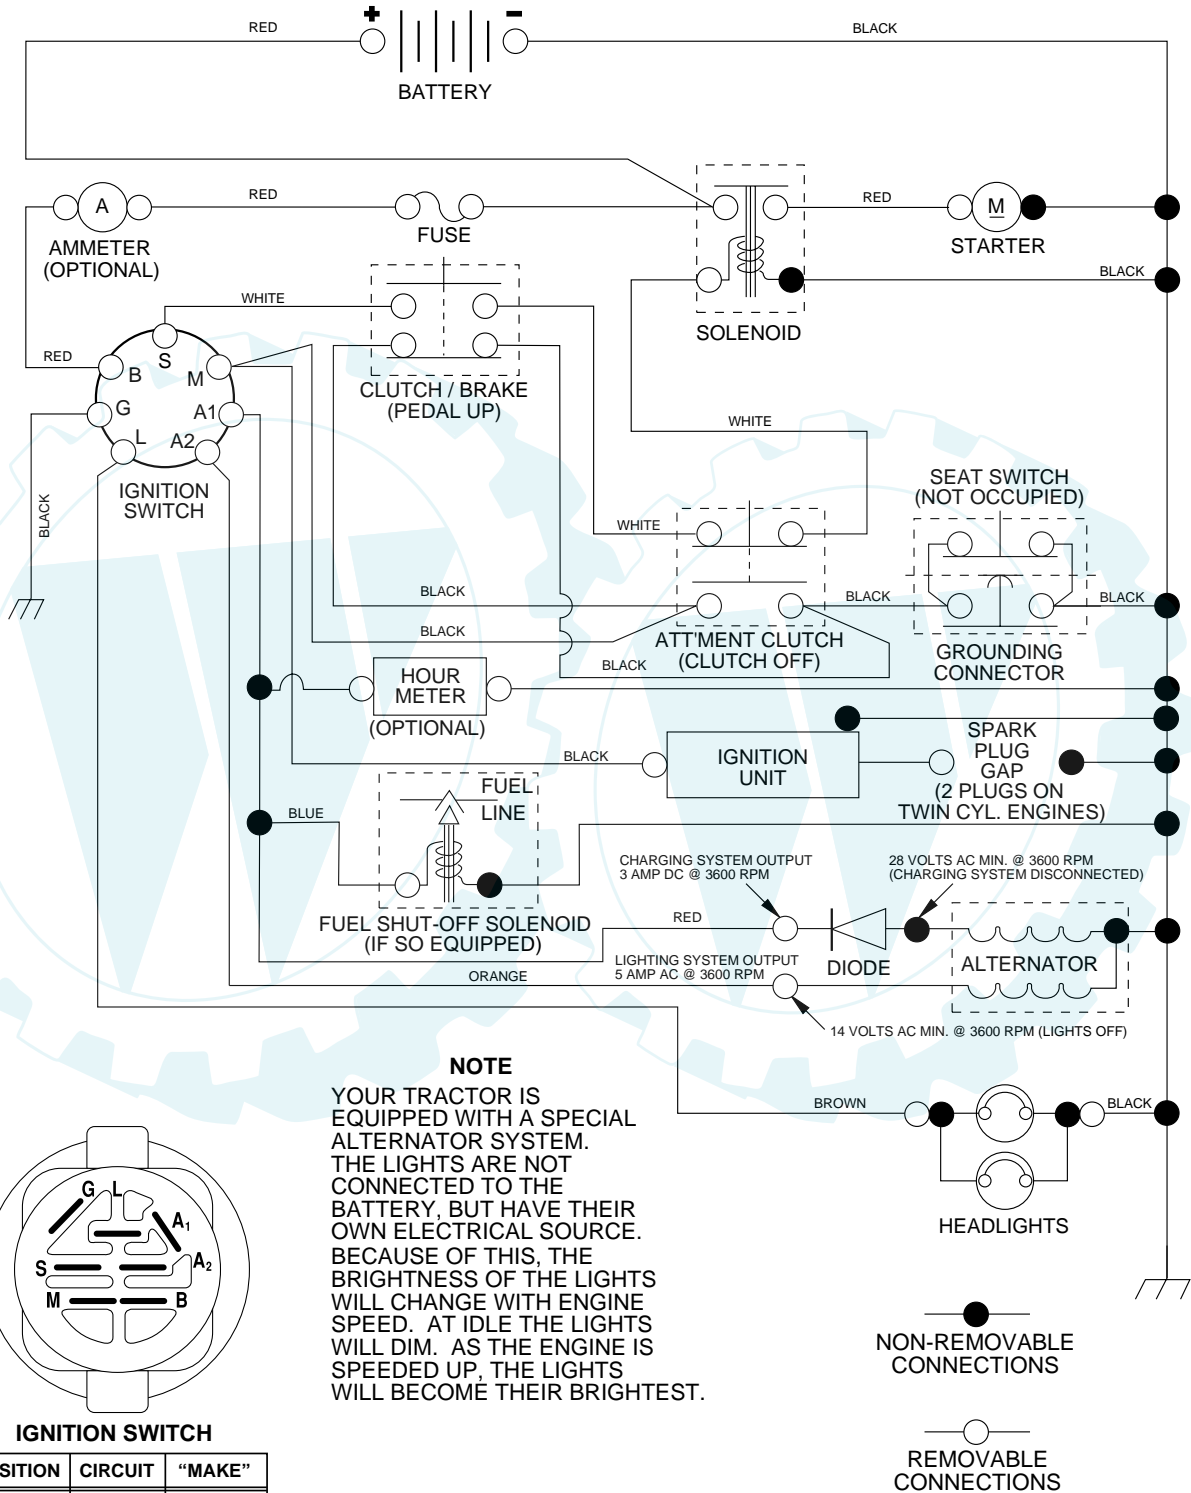 RED
+
-
BLACK
BATTERY
RED
A
AMMETER
(OPTIONAL)
FUSE
RED
M
STARTER
BLACK
SOLENOID
WHITE
RED
S
B
M
G
A1
L
A2
IGNITION
SWITCH
BLACK
CLUTCH / BRAKE
(PEDAL UP)
WHITE
SEAT SWITCH
(NOT OCCUPIED)
WHITE
BLACK
BLACK
BLACK
BLACK
ATT'MENT CLUTCH
(CLUTCH OFF)
GROUNDING
CONNECTOR
BLACK
HOUR
METER
(OPTIONAL)
BLACK
IGNITION
UNIT
SPARK
PLUG
GAP
(2 PLUGS ON
TWIN CYL. ENGINES)
BLUE
FUEL
LINE
FUEL SHUT-OFF SOLENOID
(IF SO EQUIPPED)
CHARGING SYSTEM OUTPUT
3 AMP DC @ 3600 RPM
28 VOLTS AC MIN. @ 3600 RPM
(CHARGING SYSTEM DISCONNECTED)
RED
DIODE
ALTERNATOR
LIGHTING SYSTEM OUTPUT
5 AMP AC @ 3600 RPM
ORANGE
14 VOLTS AC MIN. @ 3600 RPM (LIGHTS OFF)
NOTE
YOUR TRACTOR IS
EQUIPPED WITH A SPECIAL
ALTERNATOR SYSTEM.
THE LIGHTS ARE NOT
CONNECTED TO THE
BATTERY, BUT HAVE THEIR
OWN ELECTRICAL SOURCE.
BECAUSE OF THIS, THE
BRIGHTNESS OF THE LIGHTS
WILL CHANGE WITH ENGINE
SPEED. AT IDLE THE LIGHTS
WILL DIM. AS THE ENGINE IS
SPEEDED UP, THE LIGHTS
WILL BECOME THEIR BRIGHTEST.
BROWN
BLACK
HEADLIGHTS
G
L
A1
S
A2
M
B
IGNITION SWITCH
SITION CIRCUIT "MAKE"
NON-REMOVABLE
CONNECTIONS
REMOVABLE
CONNECTIONS